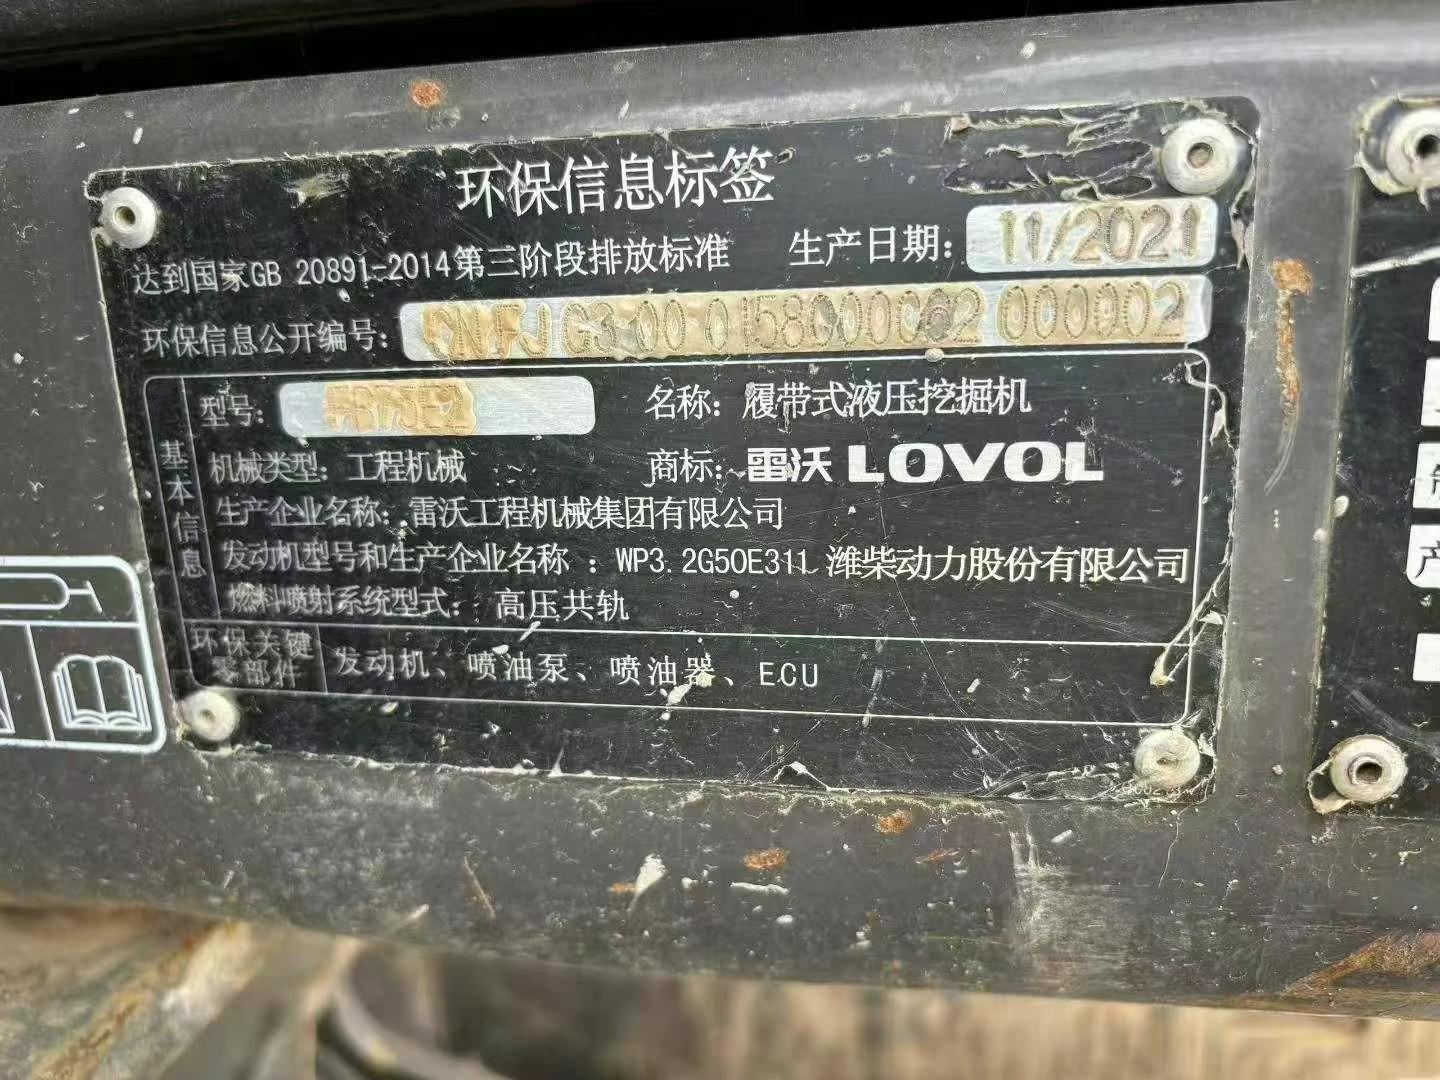 环保信息标签
达到国家GB 20891-2014第三阶段排放标准 生产日期: 11/2021
环保信息公开编号: 000002
基本信息
型号: 名称: 履带式液压挖掘机
机械类型: 工程机械 商标: 雷沃 LOVOL
生产企业名称: 雷沃工程机械集团有限公司
发动机型号和生产企业名称 : WP3.2G50E311 潍柴动力股份有限公司
燃料喷射系统型式: 高压共轨
环保关键零部件 发动机、喷油泵、喷油器、ECU